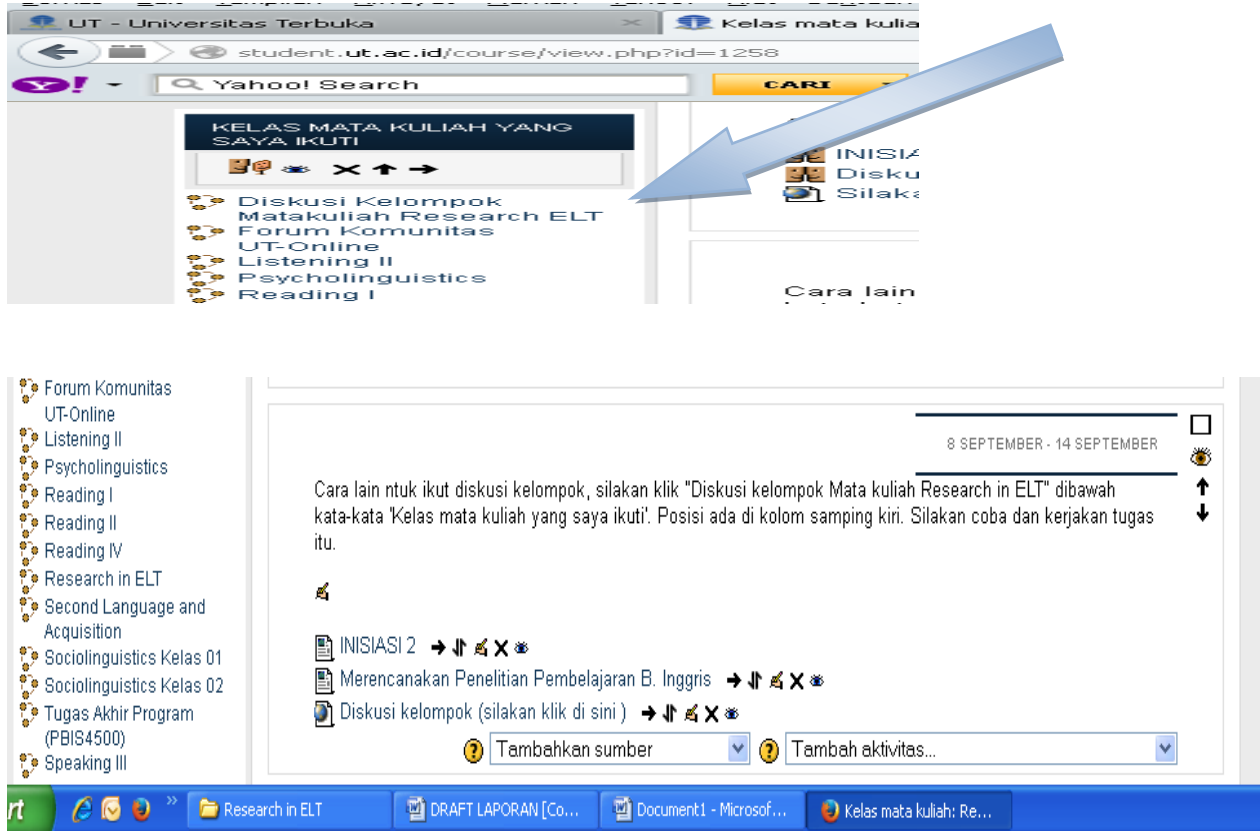 UT - Universitas Terbuka
Kelas mata kulia
student.ut.ac.id/course/view.php?id=1258
Yahoo! Search
CARI
KELAS MATA KULIAH YANG
SAYA IKUTI
Diskusi Kelompok
Matakuliah Research ELT
Forum Komunitas
UT-Online
Listening II
Psycholinguistics
Reading I
INISIA
Disku
Silaka
Cara lain
Forum Komunitas
UT-Online
Listening II
Psycholinguistics
Reading I
Reading II
Reading IV
Research in ELT
Second Language and
Acquisition
Sociolinguistics Kelas 01
Sociolinguistics Kelas 02
Tugas Akhir Program
(PBIS4500)
Speaking III
8 SEPTEMBER - 14 SEPTEMBER
Cara lain ntuk ikut diskusi kelompok, silakan klik "Diskusi kelompok Mata kuliah Research in ELT" dibawah
kata-kata 'Kelas mata kuliah yang saya ikuti'. Posisi ada di kolom samping kiri. Silakan coba dan kerjakan tugas
itu.
INISIASI 2
Merencanakan Penelitian Pembelajaran B. Inggris
Diskusi kelompok (silakan klik di sini )
Tambahkan sumber
Tambah aktivitas...
rt
Research in ELT
DRAFT LAPORAN [Co...
Document1 - Microsof...
Kelas mata kuliah: Re...